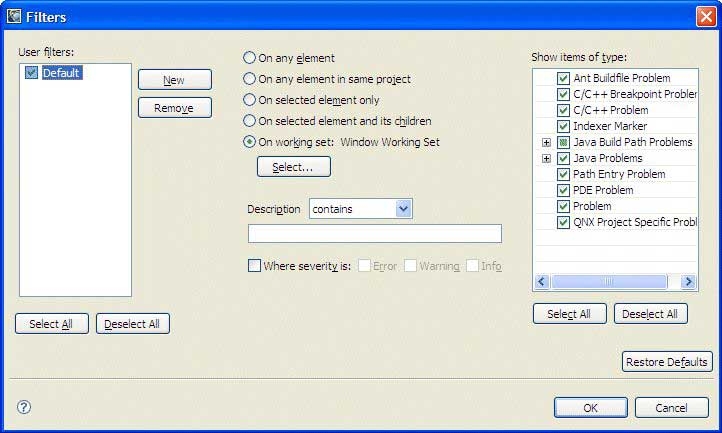 Filters
User filters:
Default
New
Remove
Select All
Deselect All
On any element
On any element in same project
On selected element only
On selected element and its children
On working set: Window Working Set
Select...
Description contains
Where severity is: Error Warning Info
Show items of type:
Ant Buildfile Problem
C/C++ Breakpoint Problem
C/C++ Problem
Indexer Marker
Java Build Path Problems
Java Problems
Path Entry Problem
PDE Problem
Problem
QNX Project Specific Probl
Select All
Deselect All
Restore Defaults
?
OK
Cancel